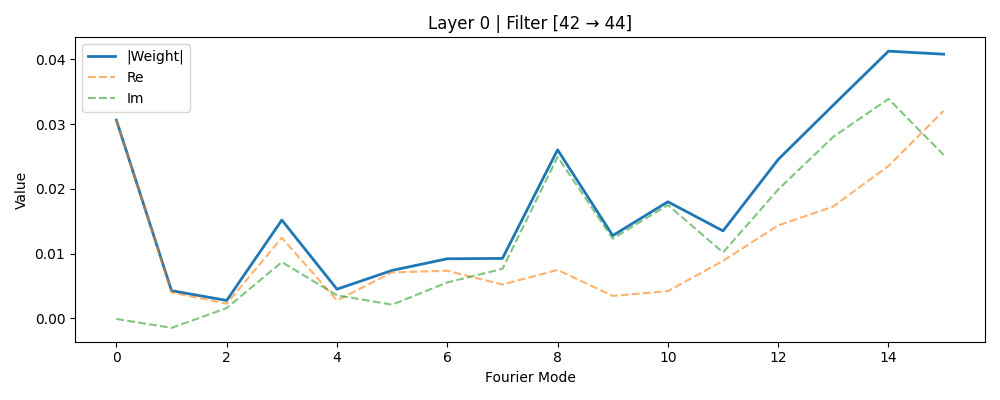 Layer 0 | Filter [42 → 44]
|Weight|
Re
Im
Value
0.04
0.03
0.02
0.01
0.00
0 2 4 6 8 10 12 14
Fourier Mode